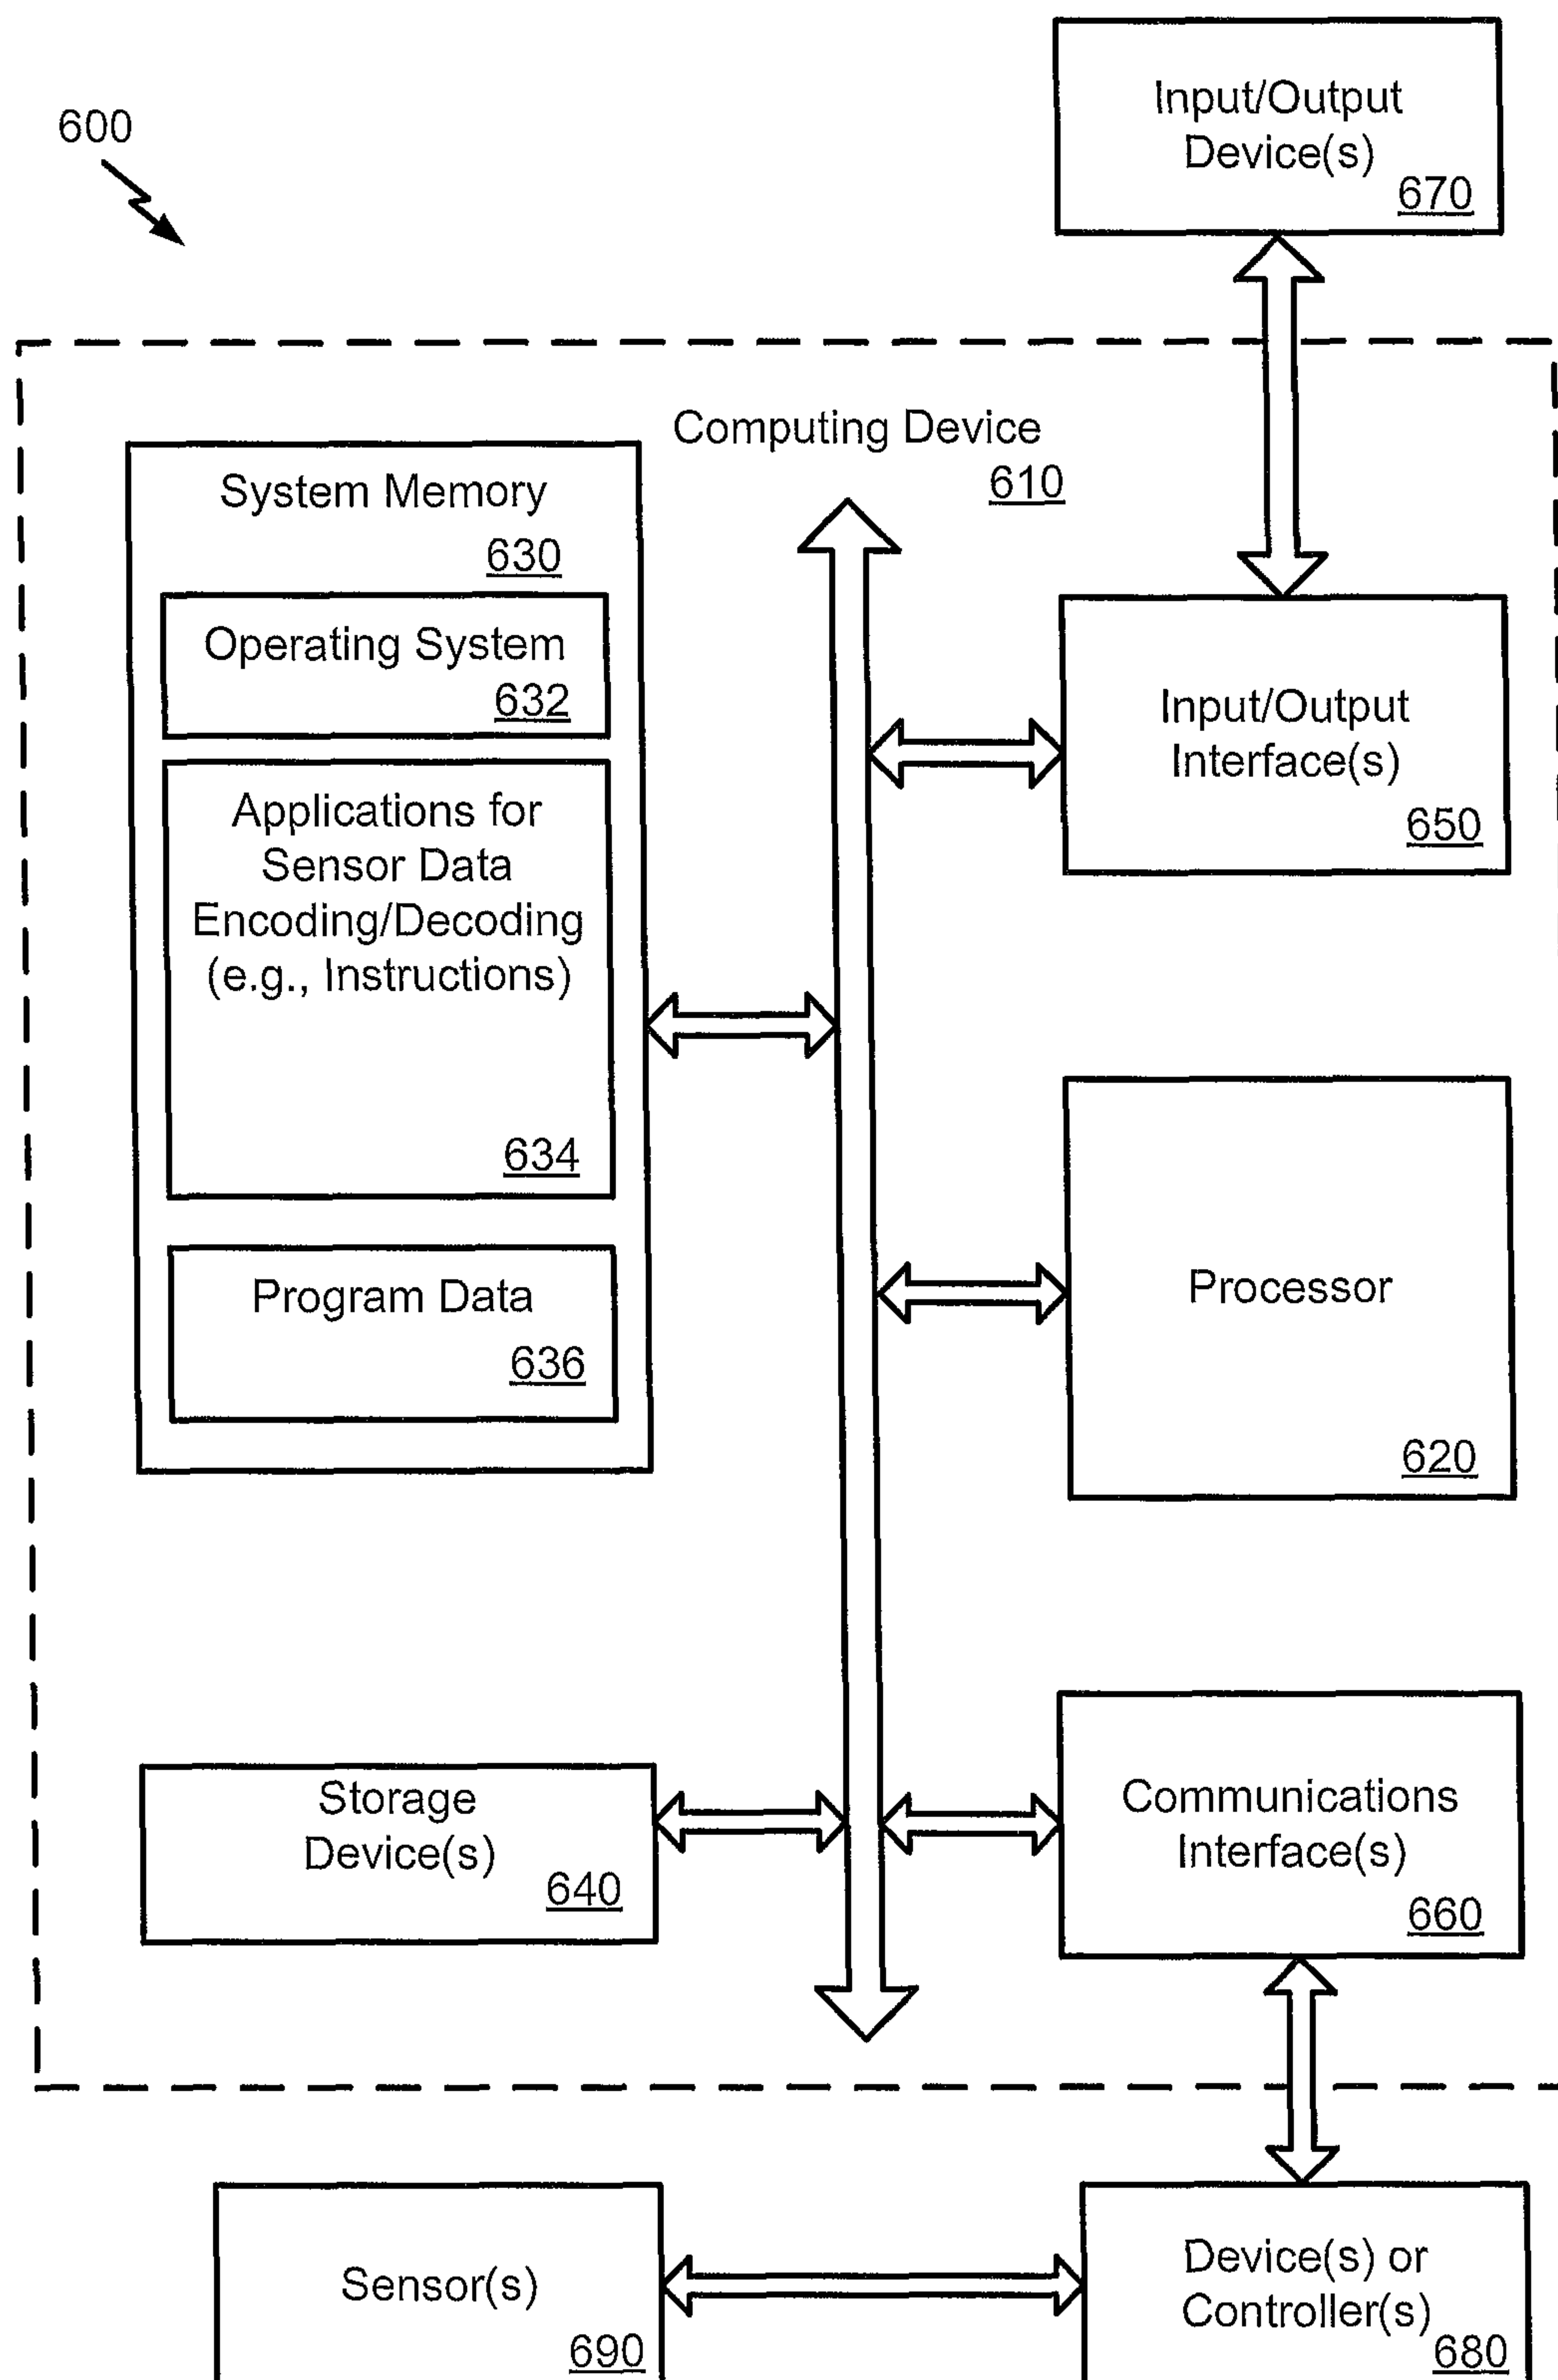 600
Input/Output
Device(s)
670
Computing Device
610
System Memory
630
Operating System
632
Applications for
Sensor Data
Encoding/Decoding
(e.g., Instructions)
634
Program Data
636
Input/Output
Interface(s)
650
Processor
620
Storage
Device(s)
640
Communications
Interface(s)
660
Sensor(s)
690
Device(s) or
Controller(s)
680